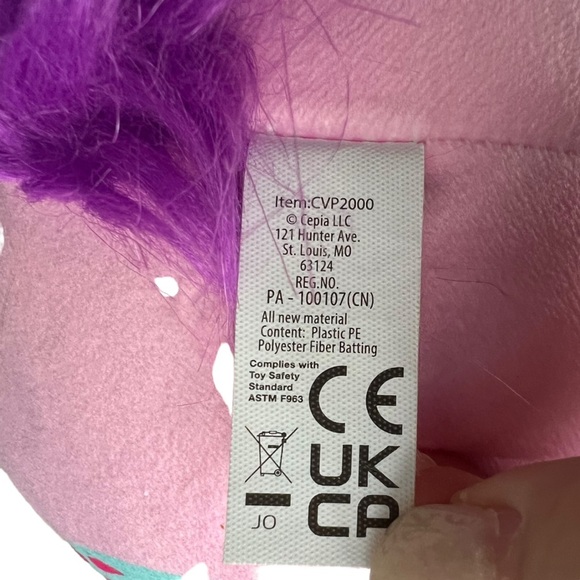 Item:CVP2000
© Cepia LLC
121 Hunter Ave.
St. Louis, MO
63124
REG.NO.
PA - 100107(CN)
All new material
Content: Plastic PE
Polyester Fiber Batting
Complies with
Toy Safety
Standard
ASTM F963
CE
UK
CA
JO